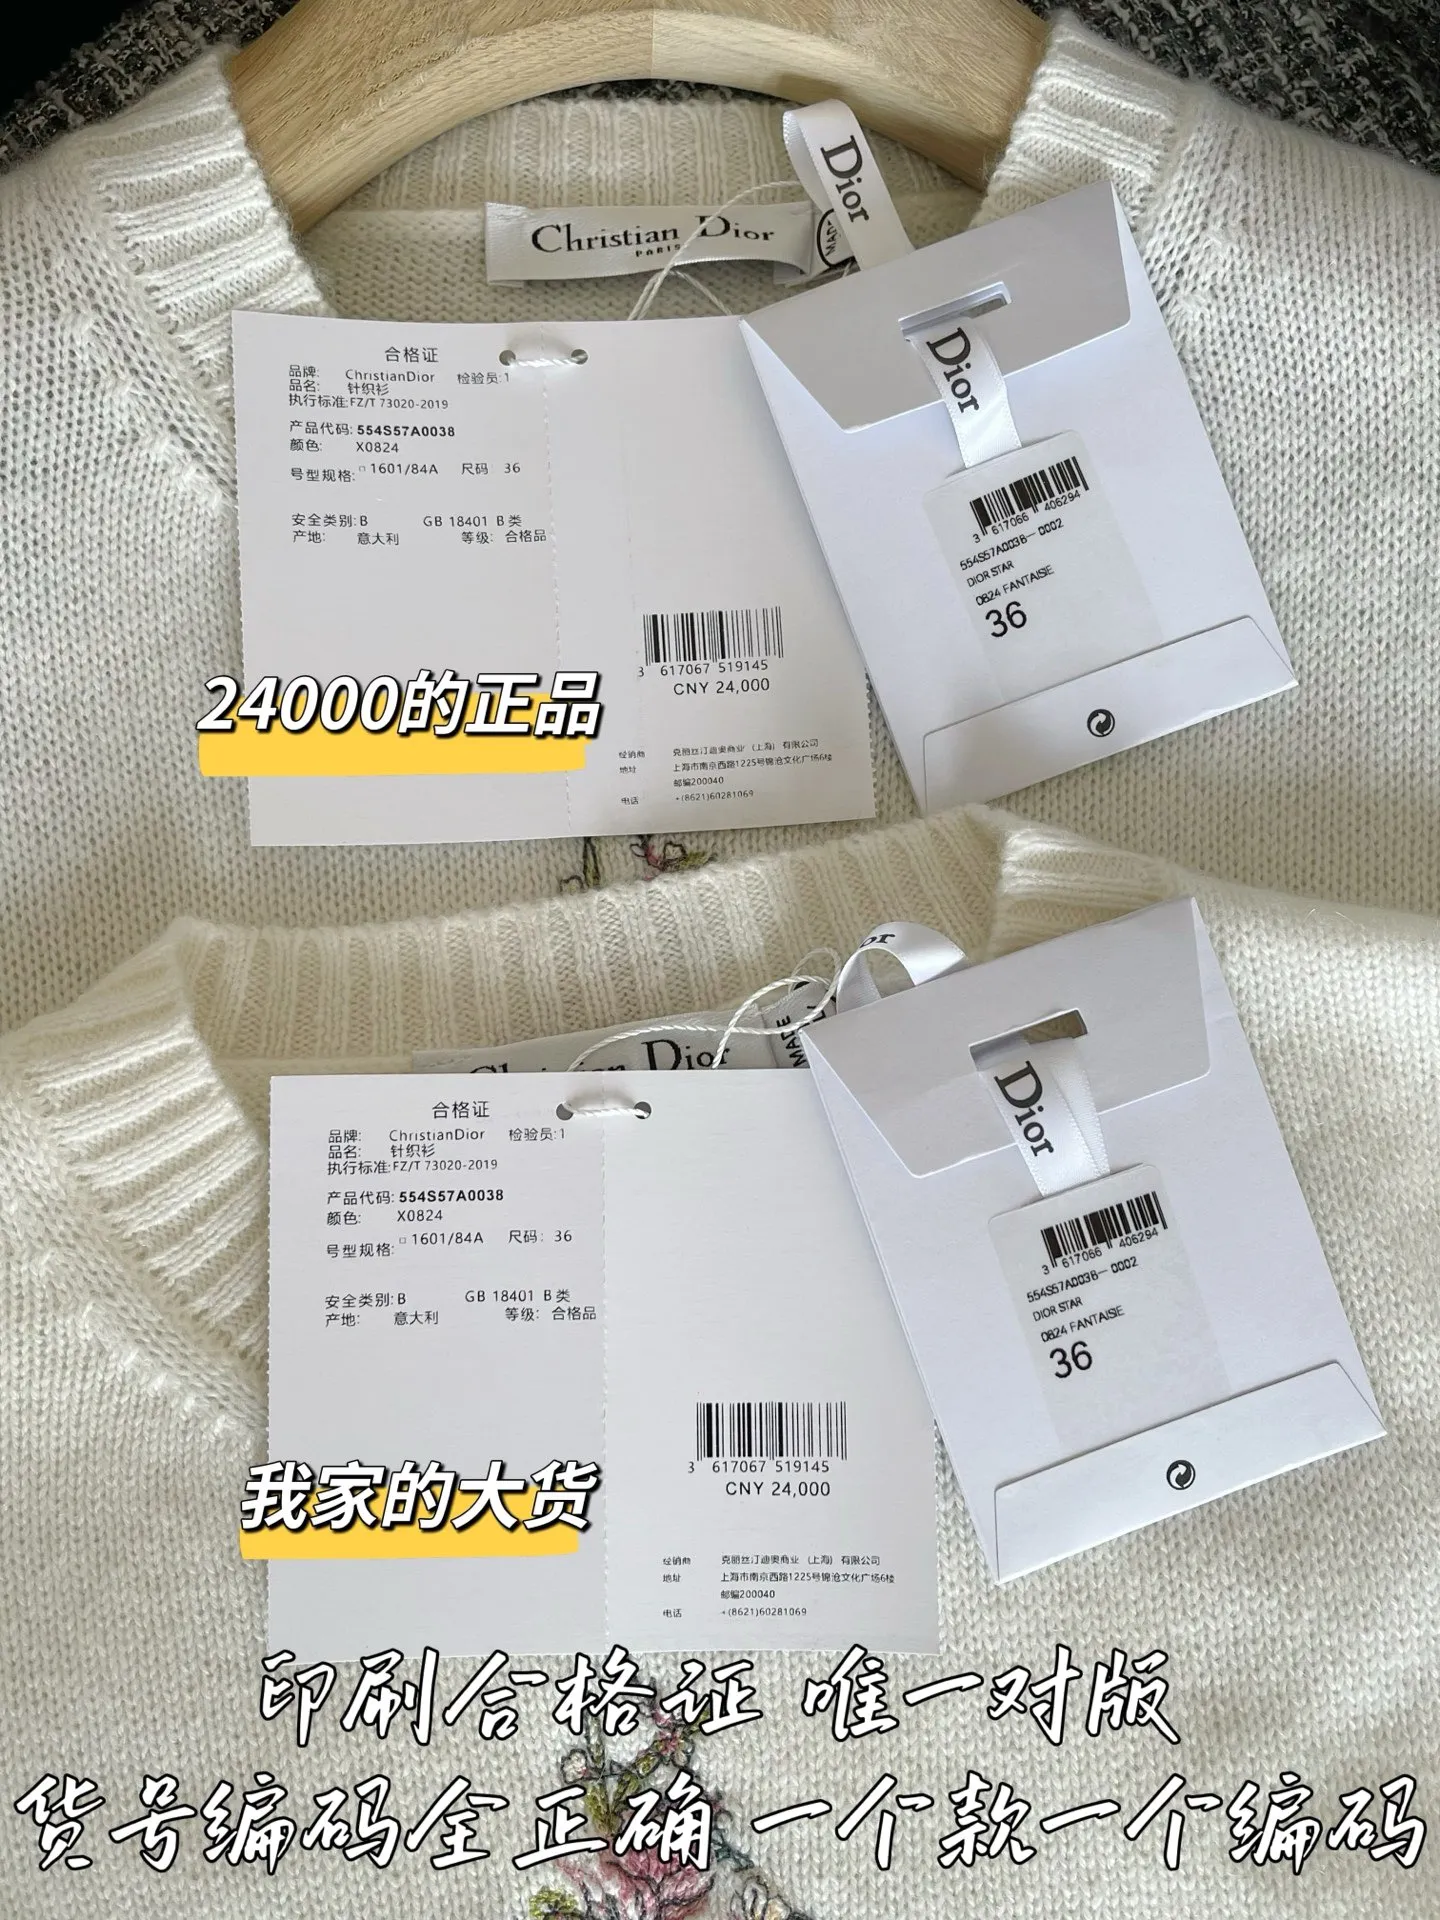 Dior
Christian Dior
PARIS
MADE
合格证
品牌: ChristianDior 检验员:1
品名: 针织衫
执行标准:FZ/T 73020-2019
产品代码: 554S57A0038
颜色: X0824
号型规格: □ 1601/84A 尺码: 36
安全类别: B GB 18401 B 类
产地: 意大利 等级: 合格品
3 617067 519145
CNY 24,000
经销商 克丽丝汀迪奥商业 (上海) 有限公司
地址 上海市南京西路1225号锦沧文化广场6楼
邮编200040
电话 +(8621)60281069
Dior
3 617066 406294
554S57A0038-0002
DIOR STAR
0824 FANTAISIE
36
24000的正品
Dior
Christian Dior
MADE
合格证
品牌: ChristianDior 检验员:1
品名: 针织衫
执行标准:FZ/T 73020-2019
产品代码: 554S57A0038
颜色: X0824
号型规格: □ 1601/84A 尺码: 36
安全类别: B GB 18401 B 类
产地: 意大利 等级: 合格品
3 617067 519145
CNY 24,000
经销商 克丽丝汀迪奥商业 (上海) 有限公司
地址 上海市南京西路1225号锦沧文化广场6楼
邮编200040
电话 +(8621)60281069
Dior
3 617066 406294
554S57A0038-0002
DIOR STAR
0824 FANTAISIE
36
我家的大货
印刷合格证 唯一对版
货号编码全正确 一个款一个编码